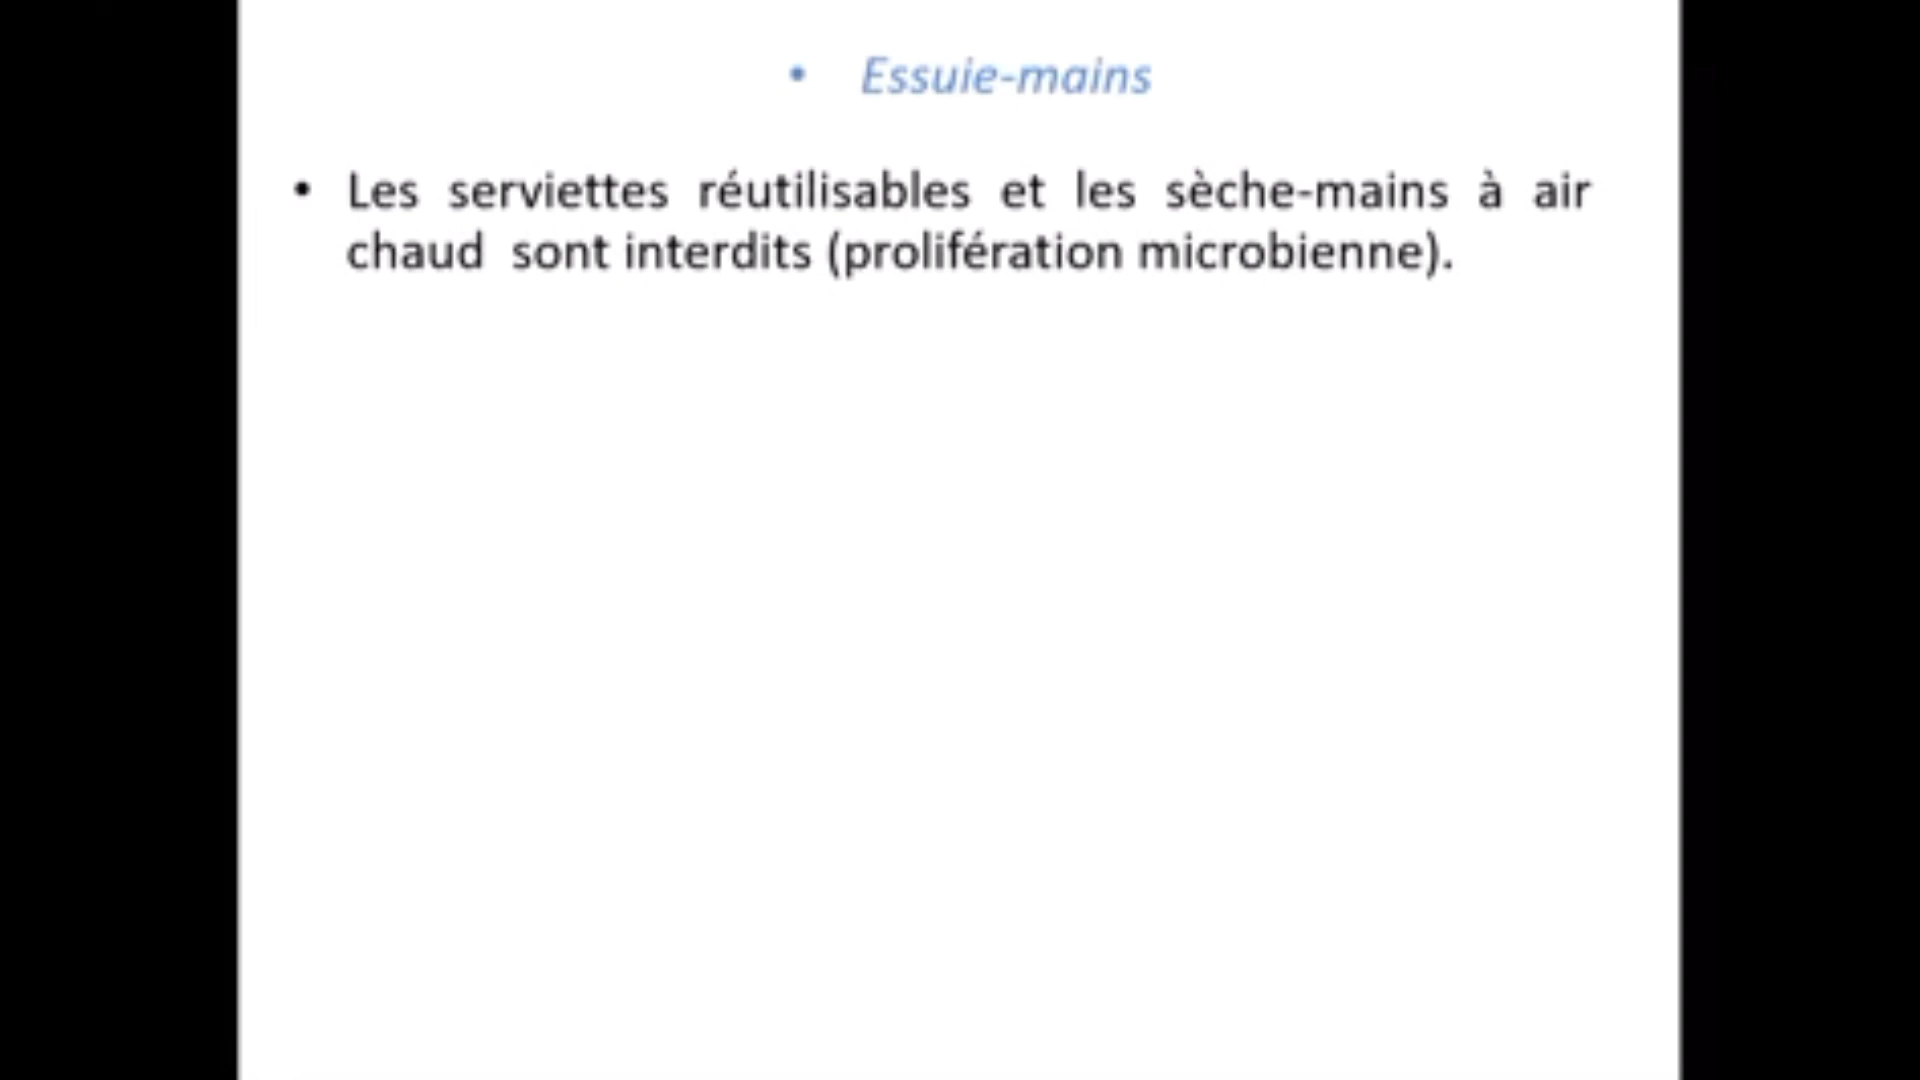 • Essuie-mains
• Les serviettes réutilisables et les sèche-mains à air
chaud sont interdits (prolifération microbienne).